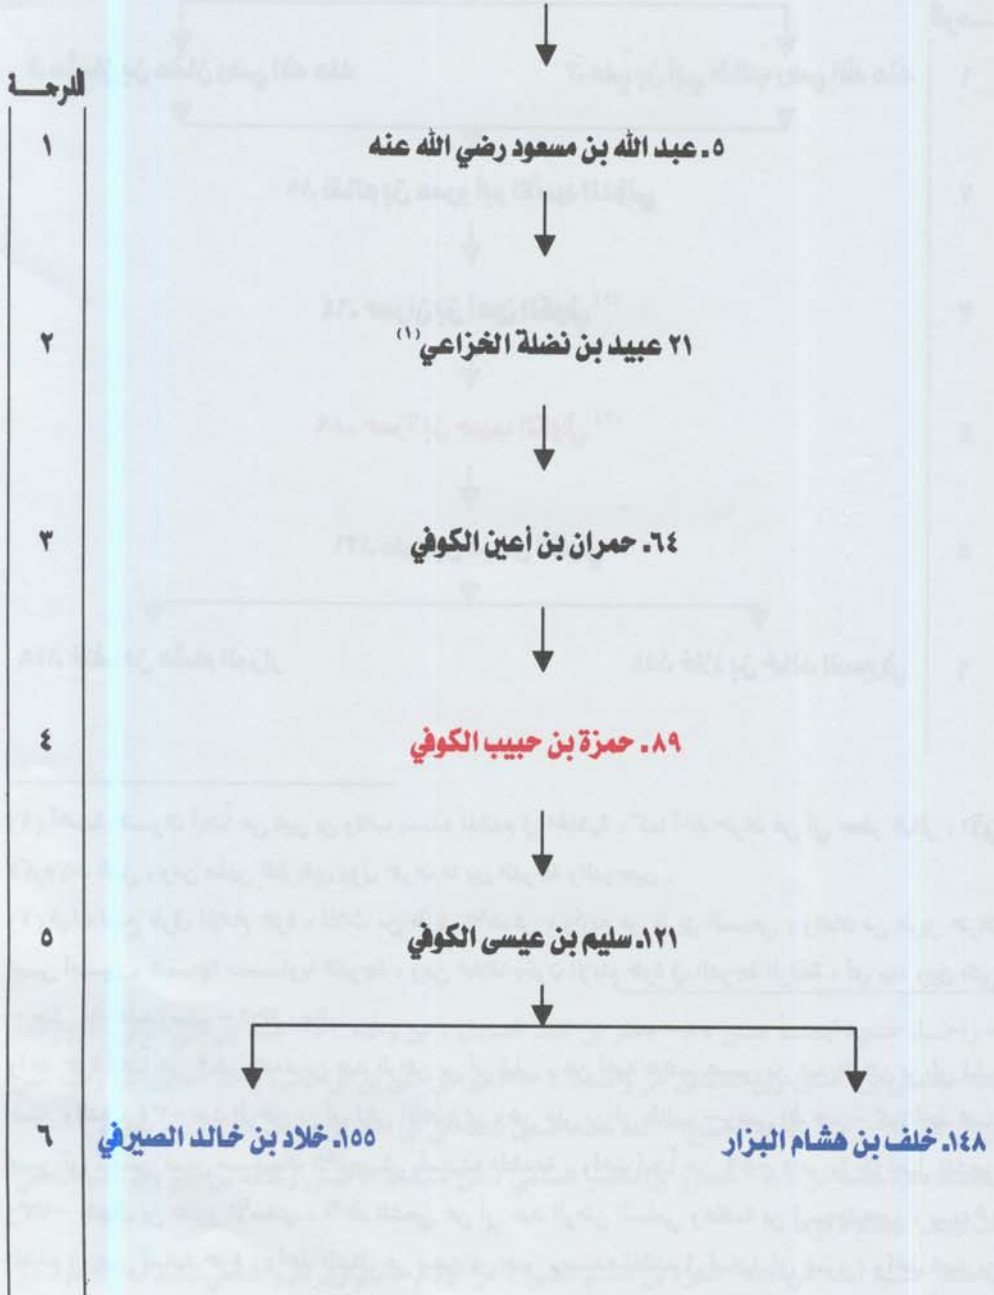 الدرجة
١
٥. عبد الله بن مسعود رضي الله عنه
٢
٢١ عبيد بن نضلة الخزاعي(١)
٣
٦٤. حمران بن أعين الكوفي
٤
٨٩. حمزة بن حبيب الكوفي
٥
١٢١. سليم بن عيسى الكوفي
٦
١٤٨. خلف بن هشام البزار
١٥٥. خلاد بن خالد الصيرفي